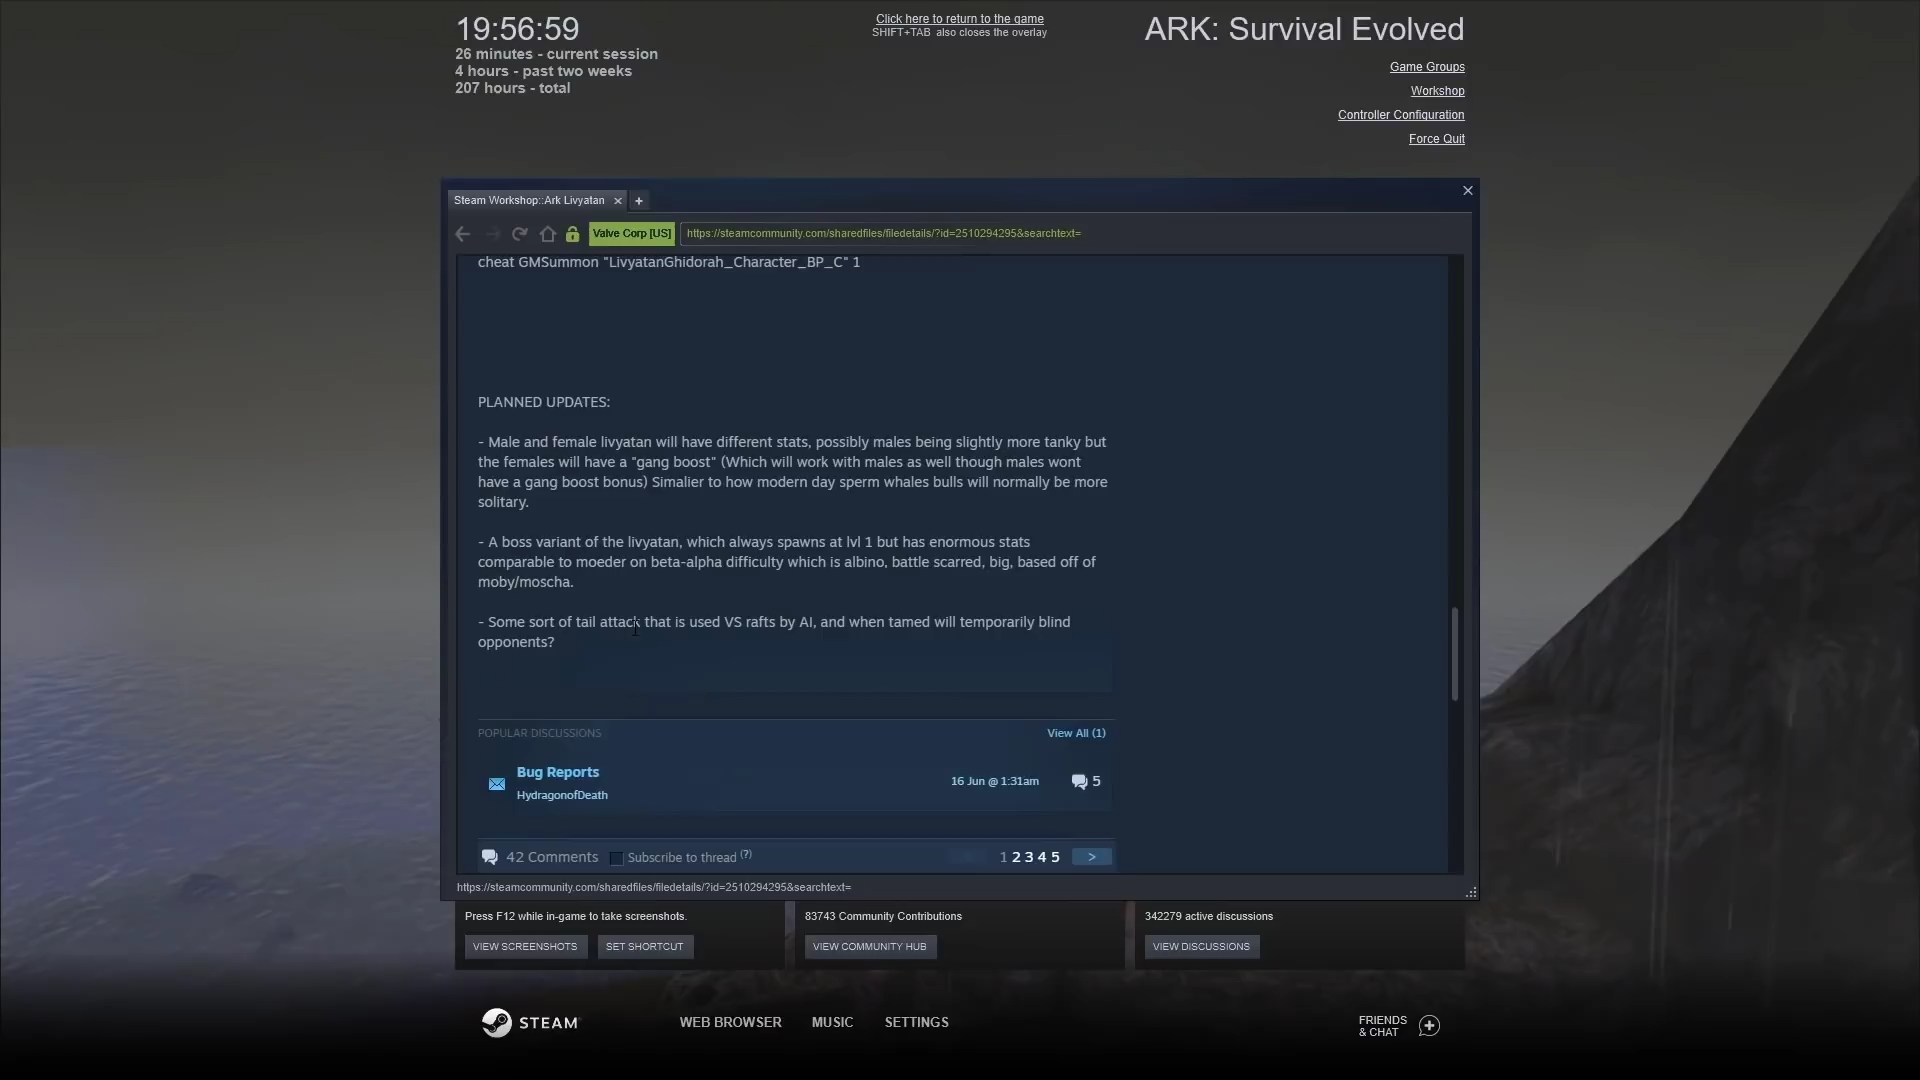 19:56:59
26 minutes - current session
4 hours - past two weeks
207 hours - total
Click here to return to the game
SHIFT+TAB also closes the overlay
ARK: Survival Evolved
Game Groups
Workshop
Controller Configuration
Force Quit
Steam Workshop::Ark Livyatan
Valve Corp [US]
https://steamcommunity.com/sharedfiles/filedetails/?id=2510294295&searchtext=
cheat GMSummon "LivyatanGhidorah_Character_BP_C" 1
PLANNED UPDATES:
- Male and female livyatan will have different stats, possibly males being slightly more tanky but
the females will have a "gang boost" (Which will work with males as well though males wont
have a gang boost bonus) Simalier to how modern day sperm whales bulls will normally be more
solitary.
- A boss variant of the livyatan, which always spawns at lvl 1 but has enormous stats
comparable to moeder on beta-alpha difficulty which is albino, battle scarred, big, based off of
moby/moscha.
- Some sort of tail attack that is used VS rafts by AI, and when tamed will temporarily blind
opponents?
POPULAR DISCUSSIONS
View All (1)
Bug Reports
HydragonofDeath
16 Jun @ 1:31am
5
42 Comments
Subscribe to thread (?)
< 1 2 3 4 5 >
https://steamcommunity.com/sharedfiles/filedetails/?id=2510294295&searchtext=
Press F12 while in-game to take screenshots.
VIEW SCREENSHOTS
SET SHORTCUT
83743 Community Contributions
VIEW COMMUNITY HUB
342279 active discussions
VIEW DISCUSSIONS
STEAM
WEB BROWSER
MUSIC
SETTINGS
FRIENDS
& CHAT